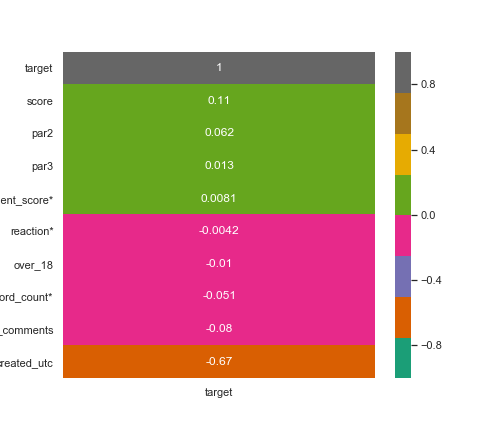 target 1
score 0.11
par2 0.062
par3 0.013
ent_score* 0.0081
reaction* -0.0042
over_18 -0.01
ord_count* -0.051
_comments -0.08
created_utc -0.67
target
0.8
0.4
0.0
−0.4
−0.8